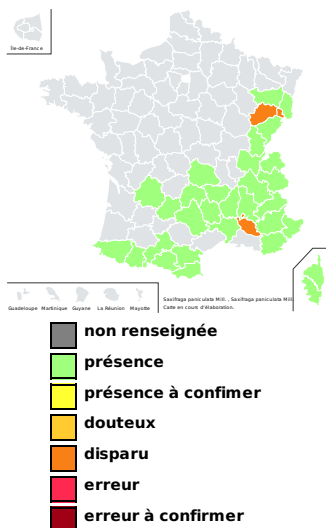 Île-de-France
Guadeloupe Martinique Guyane La Réunion Mayotte
Saxifraga paniculata Mill. , Saxifraga paniculata Mill
Carte en cours d'élaboration.
non renseignée
présence
présence à confimer
douteux
disparu
erreur
erreur à confirmer